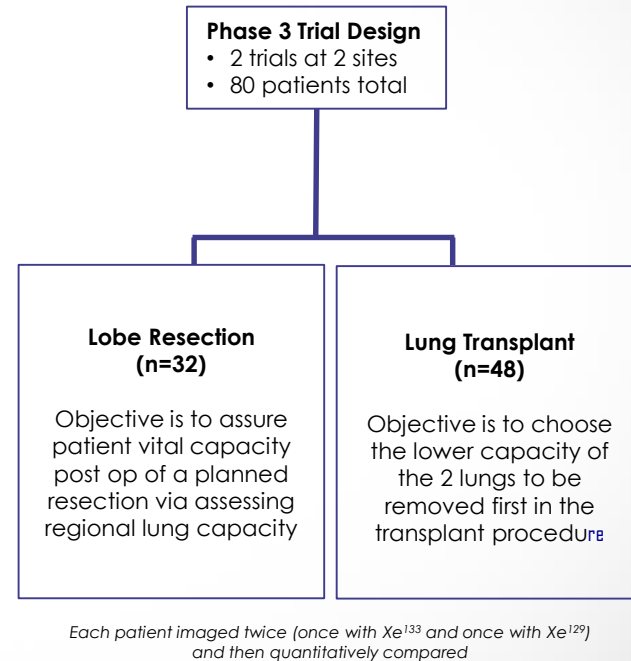 Phase 3 Trial Design
• 2 trials at 2 sites
• 80 patients total
Lobe Resection
(n=32)
Objective is to assure
patient vital capacity
post op of a planned
resection via assessing
regional lung capacity
Lung Transplant
(n=48)
Objective is to choose
the lower capacity of
the 2 lungs to be
removed first in the
transplant procedure
Each patient imaged twice (once with Xe¹³³ and once with Xe¹²⁹)
and then quantitatively compared